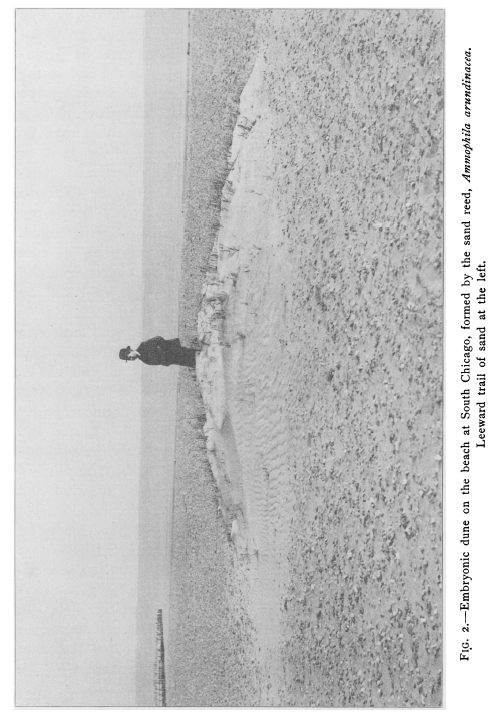 FIG. 2.—Embryonic dune on the beach at South Chicago, formed by the sand reed, Ammophila arundinacea.
Leeward trail of sand at the left.